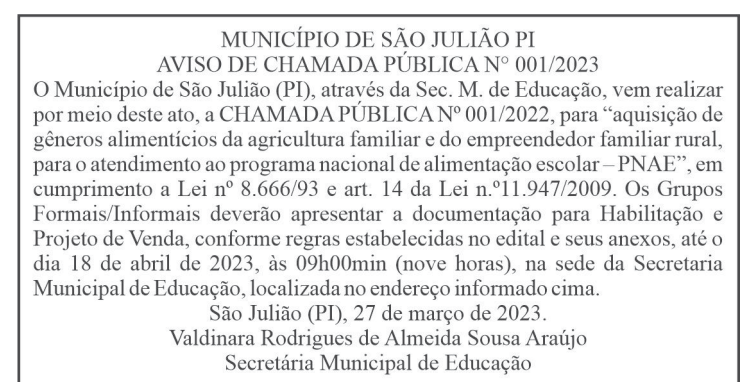 MUNICÍPIO DE SÃO JULIÃO PI
AVISO DE CHAMADA PÚBLICA N° 001/2023
O Município de São Julião (PI), através da Sec. M. de Educação, vem realizar
por meio deste ato, a CHAMADA PÚBLICA Nº 001/2022, para “aquisição de
gêneros alimentícios da agricultura familiar e do empreendedor familiar rural,
para o atendimento ao programa nacional de alimentação escolar – PNAE”, em
cumprimento a Lei nº 8.666/93 e art. 14 da Lei n.º11.947/2009. Os Grupos
Formais/Informais deverão apresentar a documentação para Habilitação e
Projeto de Venda, conforme regras estabelecidas no edital e seus anexos, até o
dia 18 de abril de 2023, às 09h00min (nove horas), na sede da Secretaria
Municipal de Educação, localizada no endereço informado cima.
São Julião (PI), 27 de março de 2023.
Valdinara Rodrigues de Almeida Sousa Araújo
Secretária Municipal de Educação